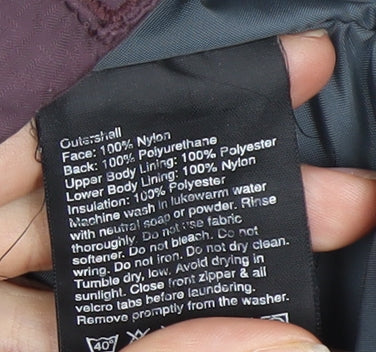 Outershell
Face: 100% Nylon
Back: 100% Polyurethane
Upper Body Lining: 100% Polyester
Lower Body Lining: 100% Nylon
Insulation: 100% Polyester
Machine wash in lukewarm water
with neutral soap or powder. Rinse
thoroughly. Do not use fabric
softener. Do not bleach. Do not
wring. Do not iron. Do not dry clean.
Tumble dry, low. Avoid drying in
sunlight. Close front zipper & all
velcro tabs before laundering.
Remove promptly from the washer.
40°